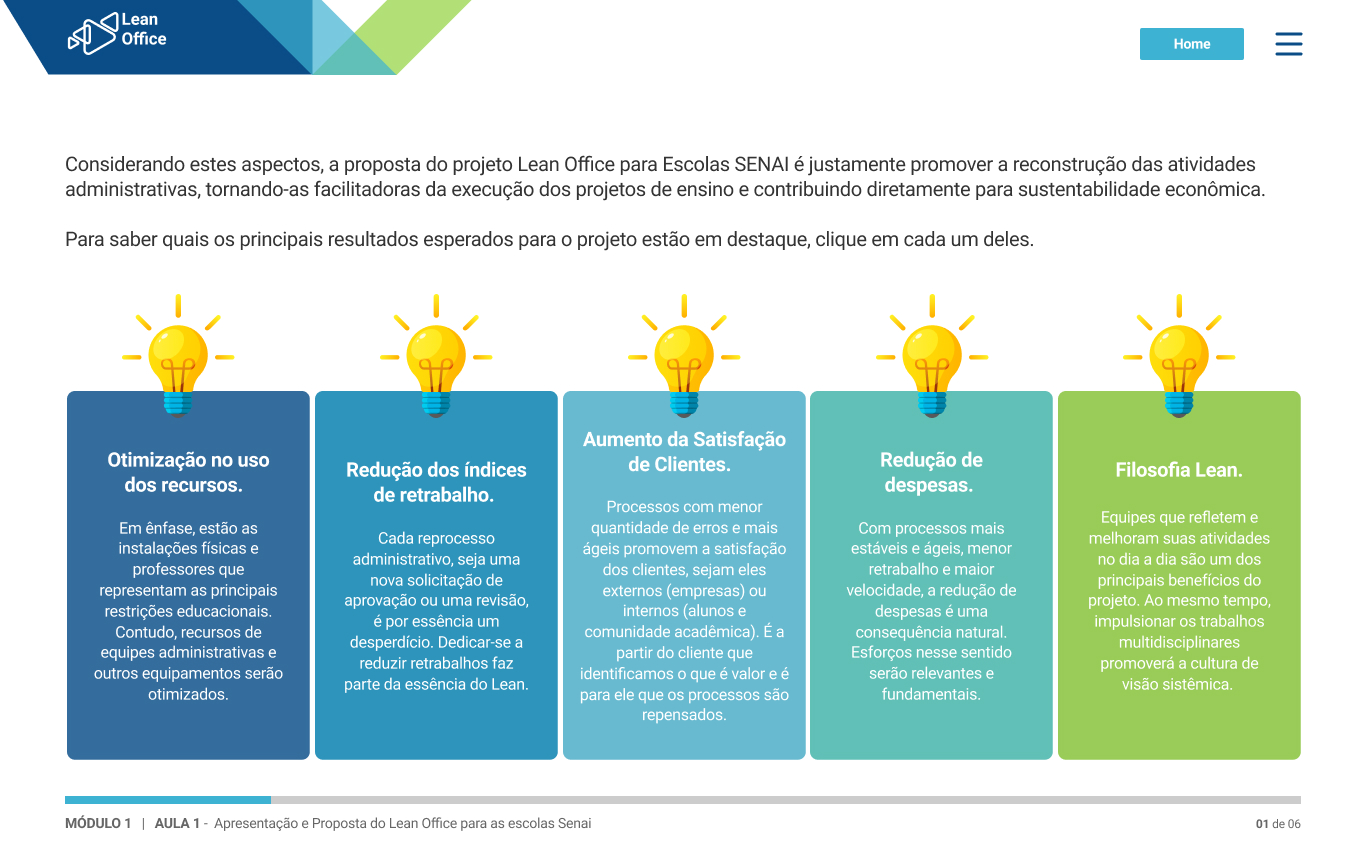 Lean
Office
Home
Considerando estes aspectos, a proposta do projeto Lean Office para Escolas SENAI é justamente promover a reconstrução das atividades
administrativas, tornando-as facilitadoras da execução dos projetos de ensino e contribuindo diretamente para sustentabilidade econômica.
Para saber quais os principais resultados esperados para o projeto estão em destaque, clique em cada um deles.
Otimização no uso
dos recursos.
Em ênfase, estão as
instalações físicas e
professores que
representam as principais
restrições educacionais.
Contudo, recursos de
equipes administrativas e
outros equipamentos serão
otimizados.
Redução dos índices
de retrabalho.
Cada reprocesso
administrativo, seja uma
nova solicitação de
aprovação ou uma revisão,
é por essência um
desperdício. Dedicar-se a
reduzir retrabalhos faz
parte da essência do Lean.
Aumento da Satisfação
de Clientes.
Processos com menor
quantidade de erros e mais
ágeis promovem a satisfação
dos clientes, sejam eles
externos (empresas) ou
internos (alunos e
comunidade acadêmica). É a
partir do cliente que
identificamos o que é valor e é
para ele que os processos são
repensados.
Redução de
despesas.
Com processos mais
estáveis e ágeis, menor
retrabalho e maior
velocidade, a redução de
despesas é uma
consequência natural.
Esforços nesse sentido
serão relevantes e
fundamentais.
Filosofia Lean.
Equipes que refletem e
melhoram suas atividades
no dia a dia são um dos
principais benefícios do
projeto. Ao mesmo tempo,
impulsionar os trabalhos
multidisciplinares
promoverá a cultura de
visão sistêmica.
MÓDULO 1 | AULA 1 - Apresentação e Proposta do Lean Office para as escolas Senai
01 de 06